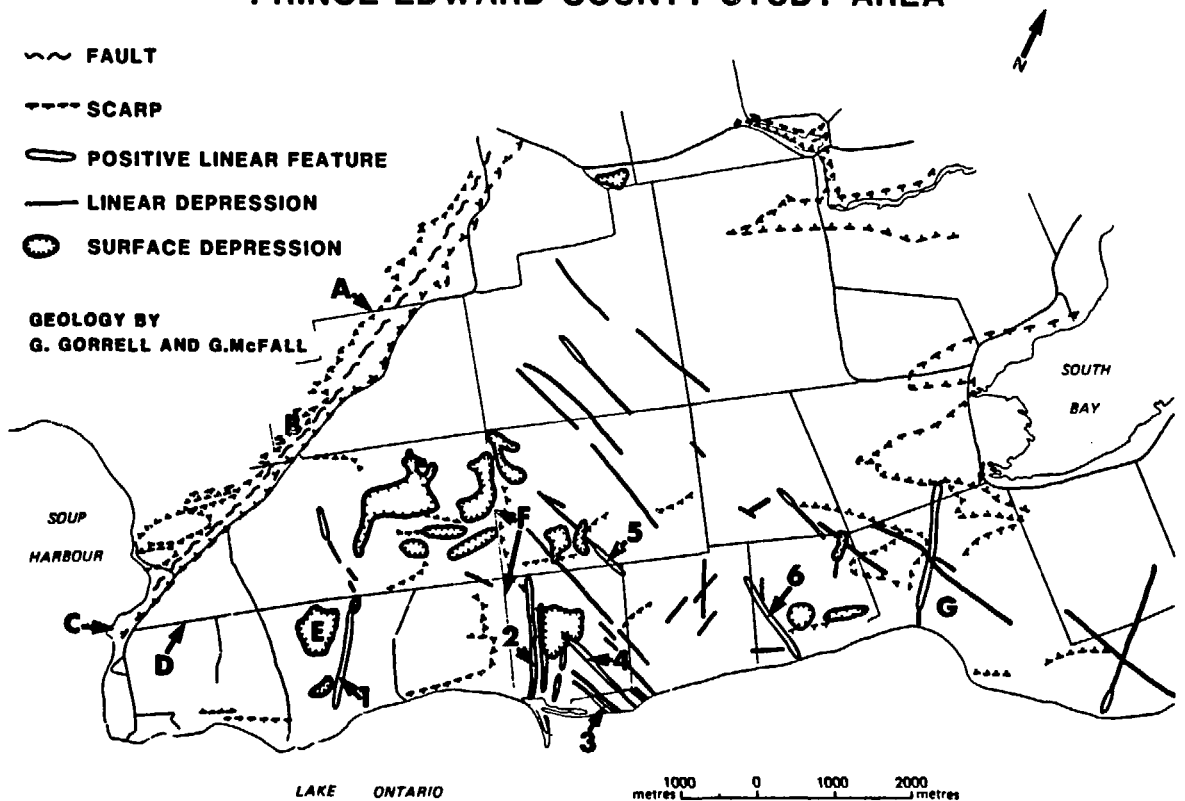 PRINCE EDWARD COUNTY STUDY AREA
N
FAULT
SCARP
POSITIVE LINEAR FEATURE
LINEAR DEPRESSION
SURFACE DEPRESSION
GEOLOGY BY
G. GORRELL AND G.McFALL
A
B
SOUTH
BAY
SOUP
HARBOUR
F
5
C
D
E
1
2
4
3
6
G
LAKE ONTARIO
1000 0 1000 2000
metres metres